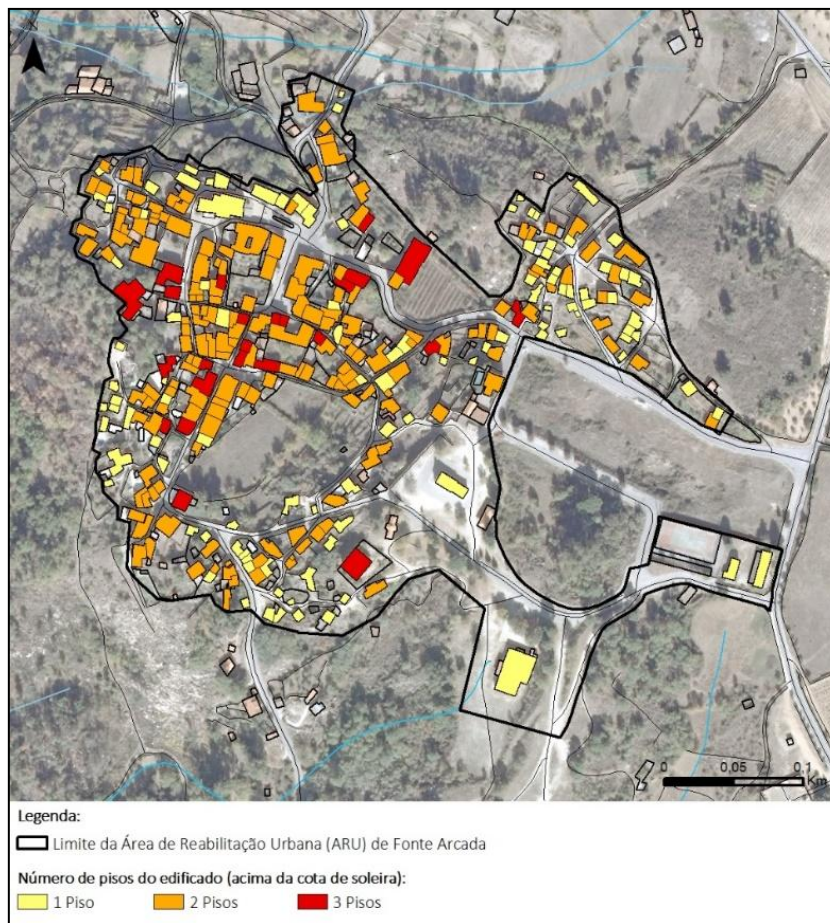 0 0,05 0,1
Km
Legenda:
Limite da Área de Reabilitação Urbana (ARU) de Fonte Arcada
Número de pisos do edificado (acima da cota de soleira):
1 Piso 2 Pisos 3 Pisos